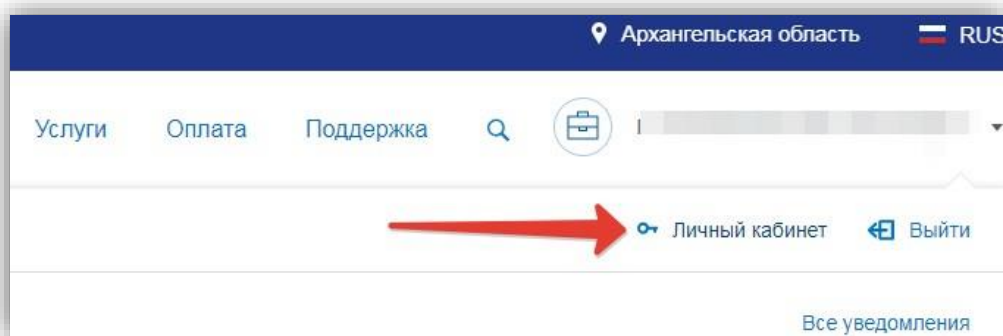 Архангельская область RUS
Услуги Оплата Поддержка
Личный кабинет Выйти
Все уведомления